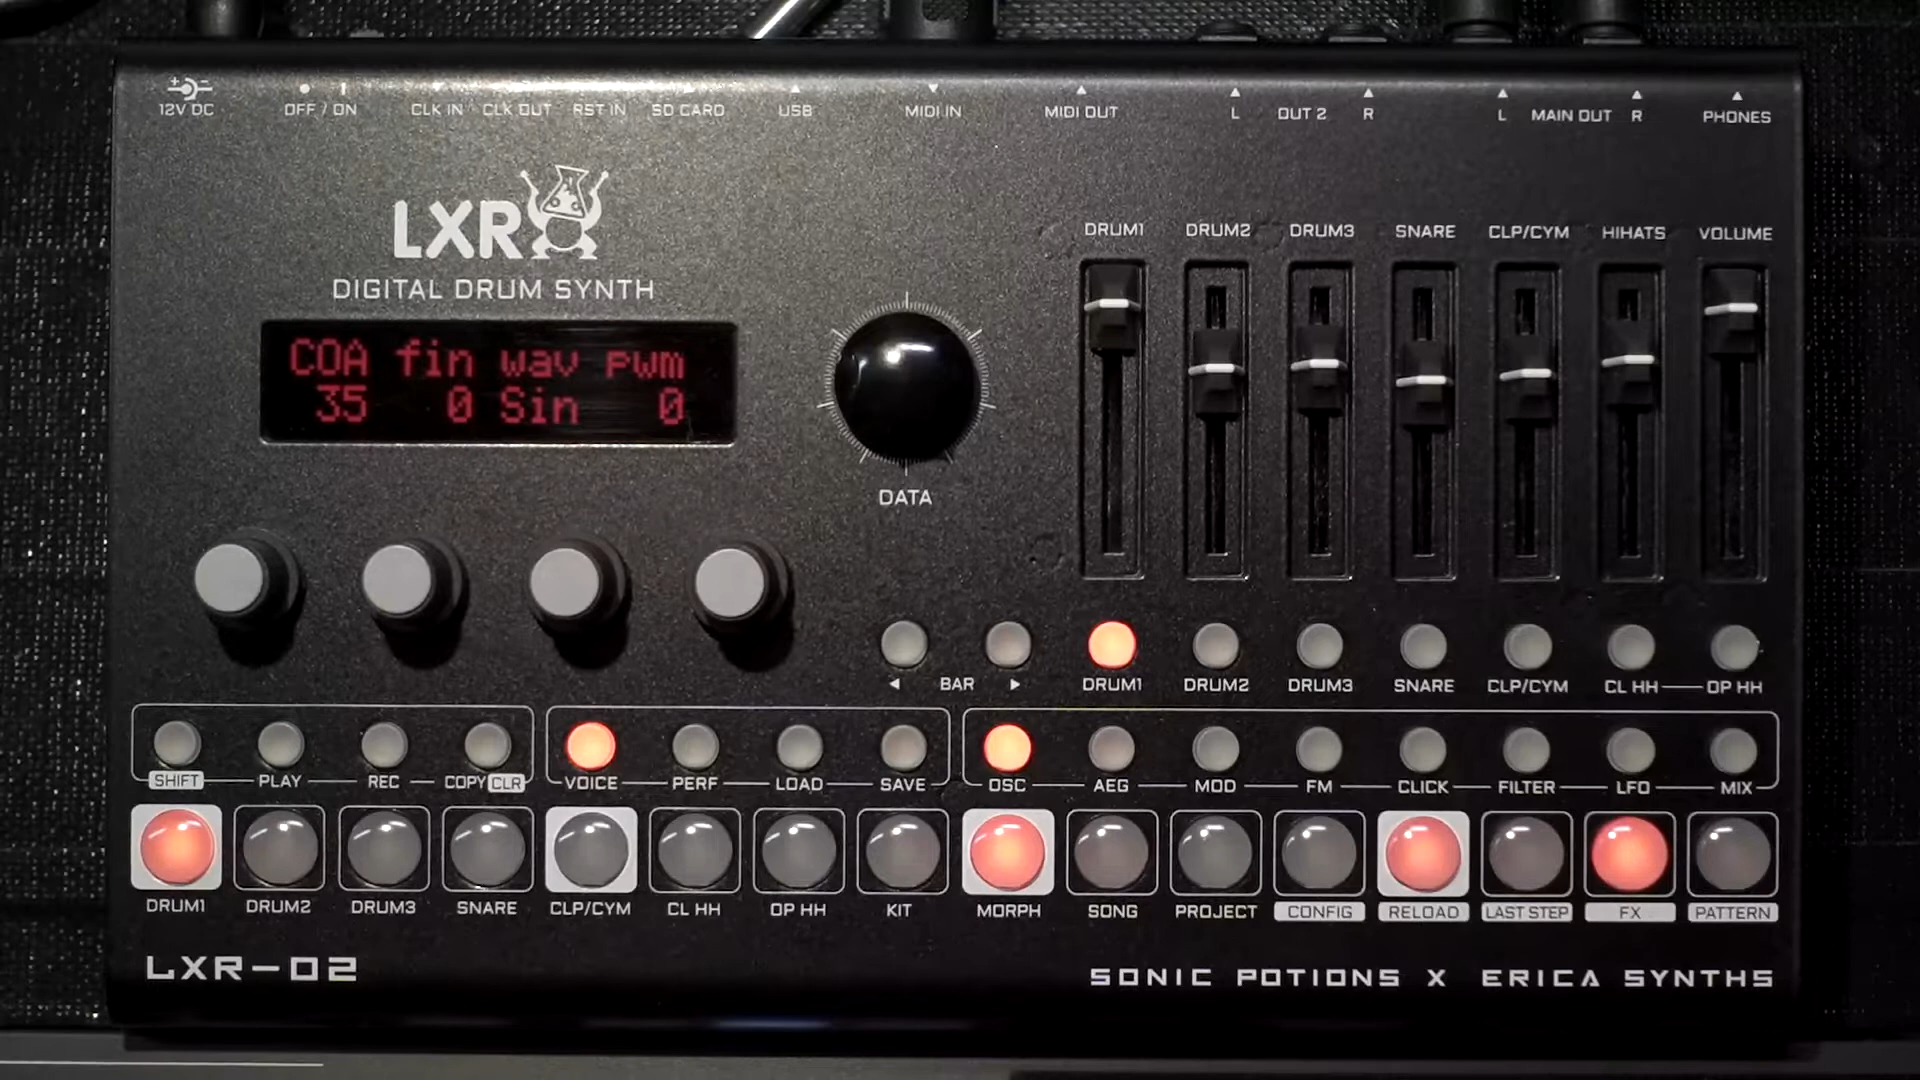 12V DC OFF / ON CLK IN CLK OUT RST IN SD CARD USB MIDI IN MIDI OUT L OUT 2 R L MAIN OUT R PHONES
LXR
DIGITAL DRUM SYNTH
DRUM1 DRUM2 DRUM3 SNARE CLP/CYM HIHATS VOLUME
COA fin wav pwm
35 0 Sin 0
DATA
BAR DRUM1 DRUM2 DRUM3 SNARE CLP/CYM CL HH OP HH
SHIFT PLAY REC COPY CLR VOICE PERF LOAD SAVE OSC AEG MOD FM CLICK FILTER LFO MIX
DRUM1 DRUM2 DRUM3 SNARE CLP/CYM CL HH OP HH KIT MORPH SONG PROJECT CONFIG RELOAD LAST STEP FX PATTERN
LXR-02
SONIC POTIONS X ERICA SYNTHS